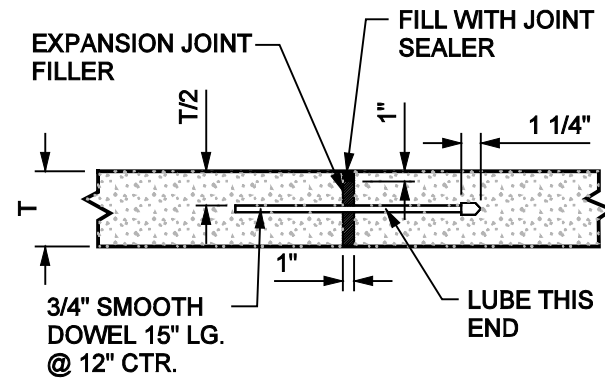 EXPANSION JOINT
FILLER
FILL WITH JOINT
SEALER
T/2
1"
1 1/4"
T
1"
3/4" SMOOTH
DOWEL 15" LG.
@ 12" CTR.
LUBE THIS
END